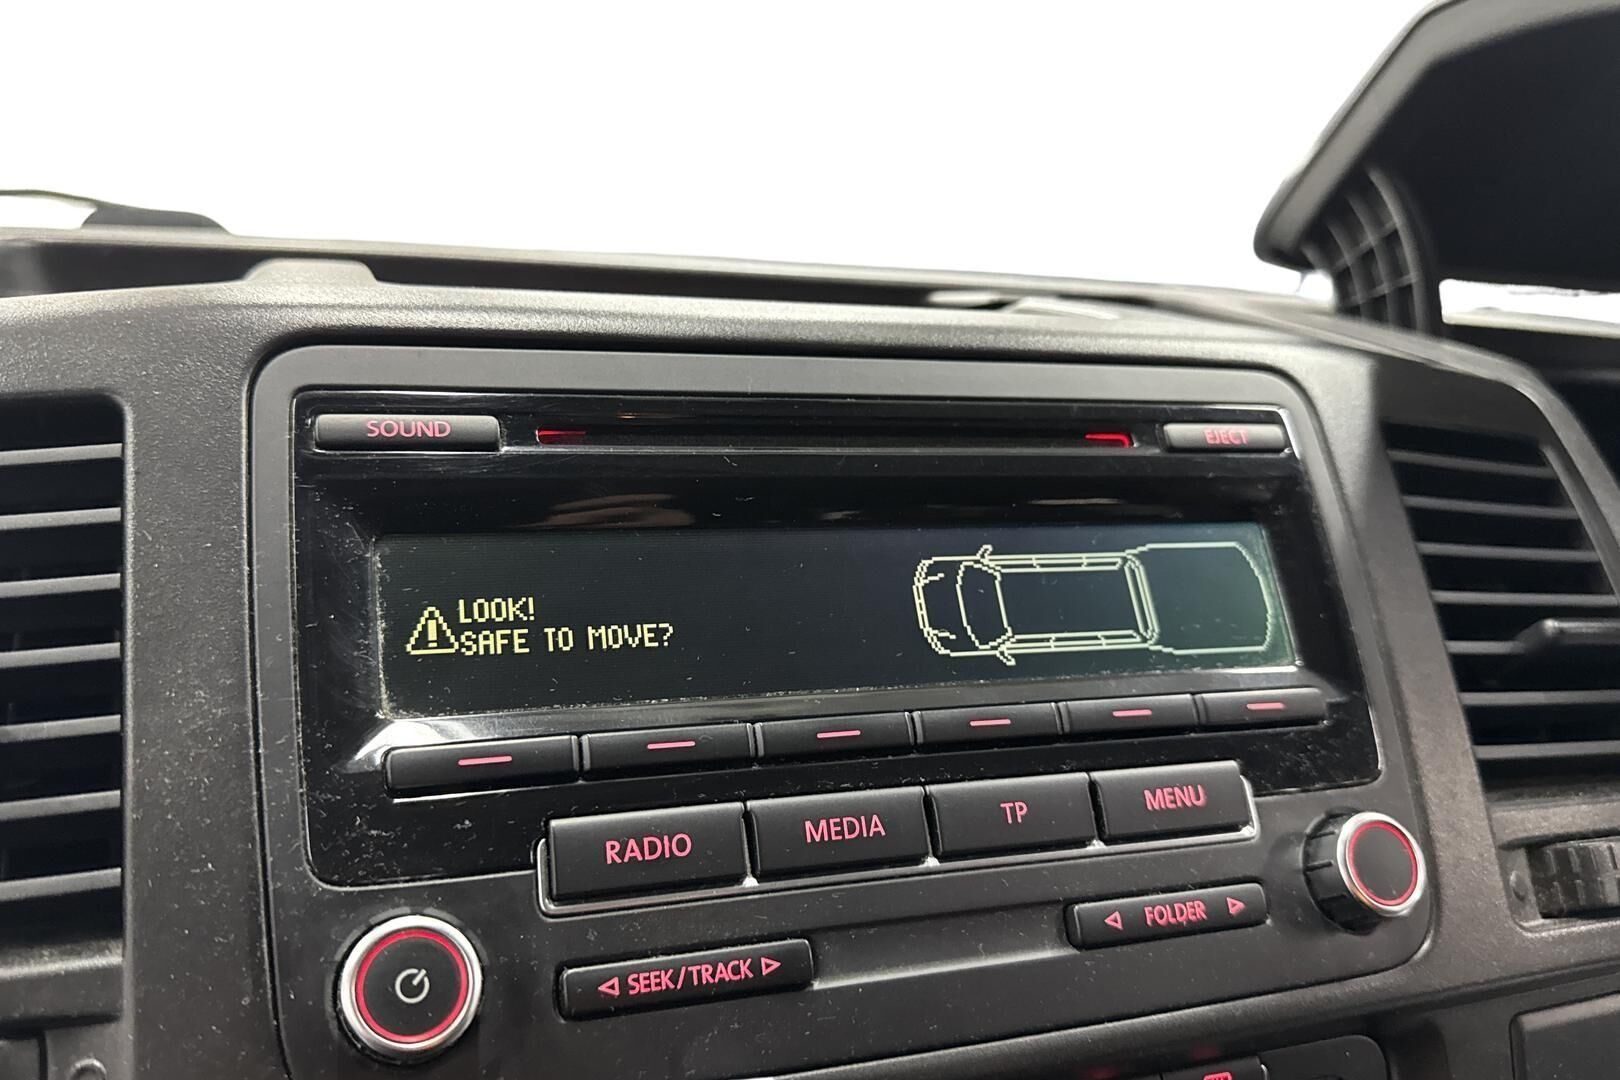 SOUND
EJECT
LOOK!
SAFE TO MOVE?
RADIO
MEDIA
TP
MENU
FOLDER
SEEK/TRACK